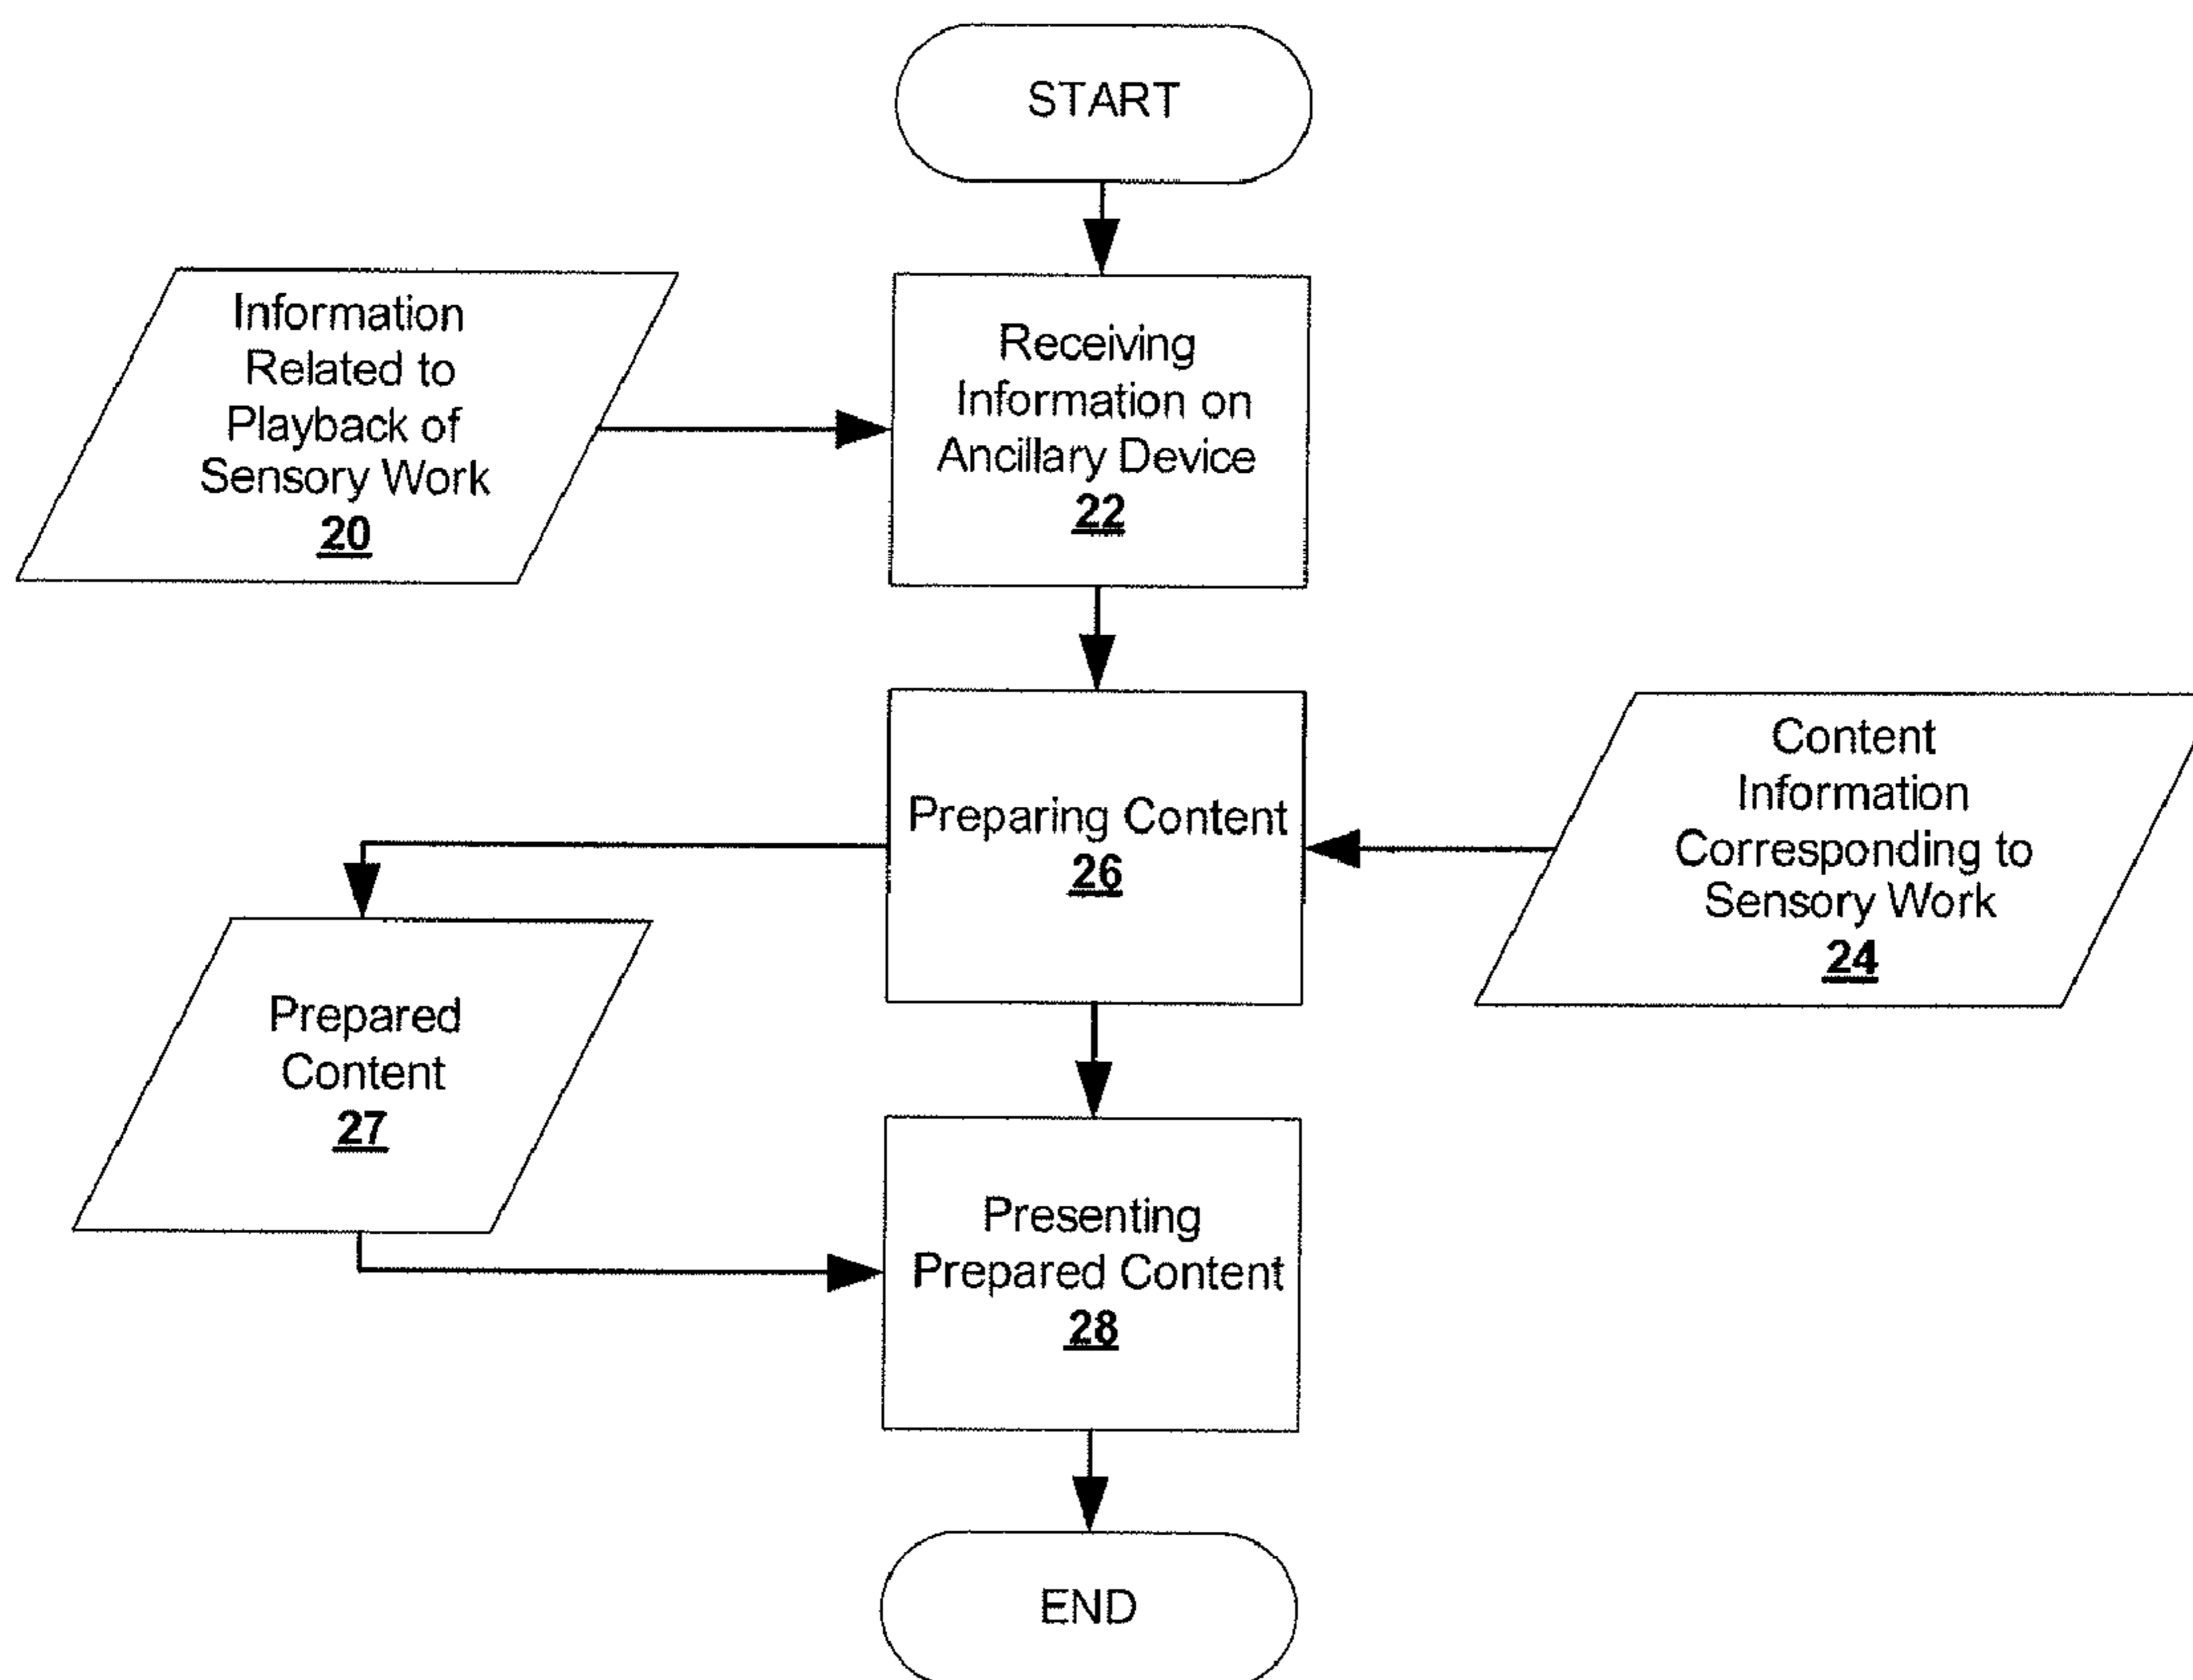 START
Information
Related to
Playback of
Sensory Work
20
Receiving
Information on
Ancillary Device
22
Preparing Content
26
Content
Information
Corresponding to
Sensory Work
24
Prepared
Content
27
Presenting
Prepared Content
28
END